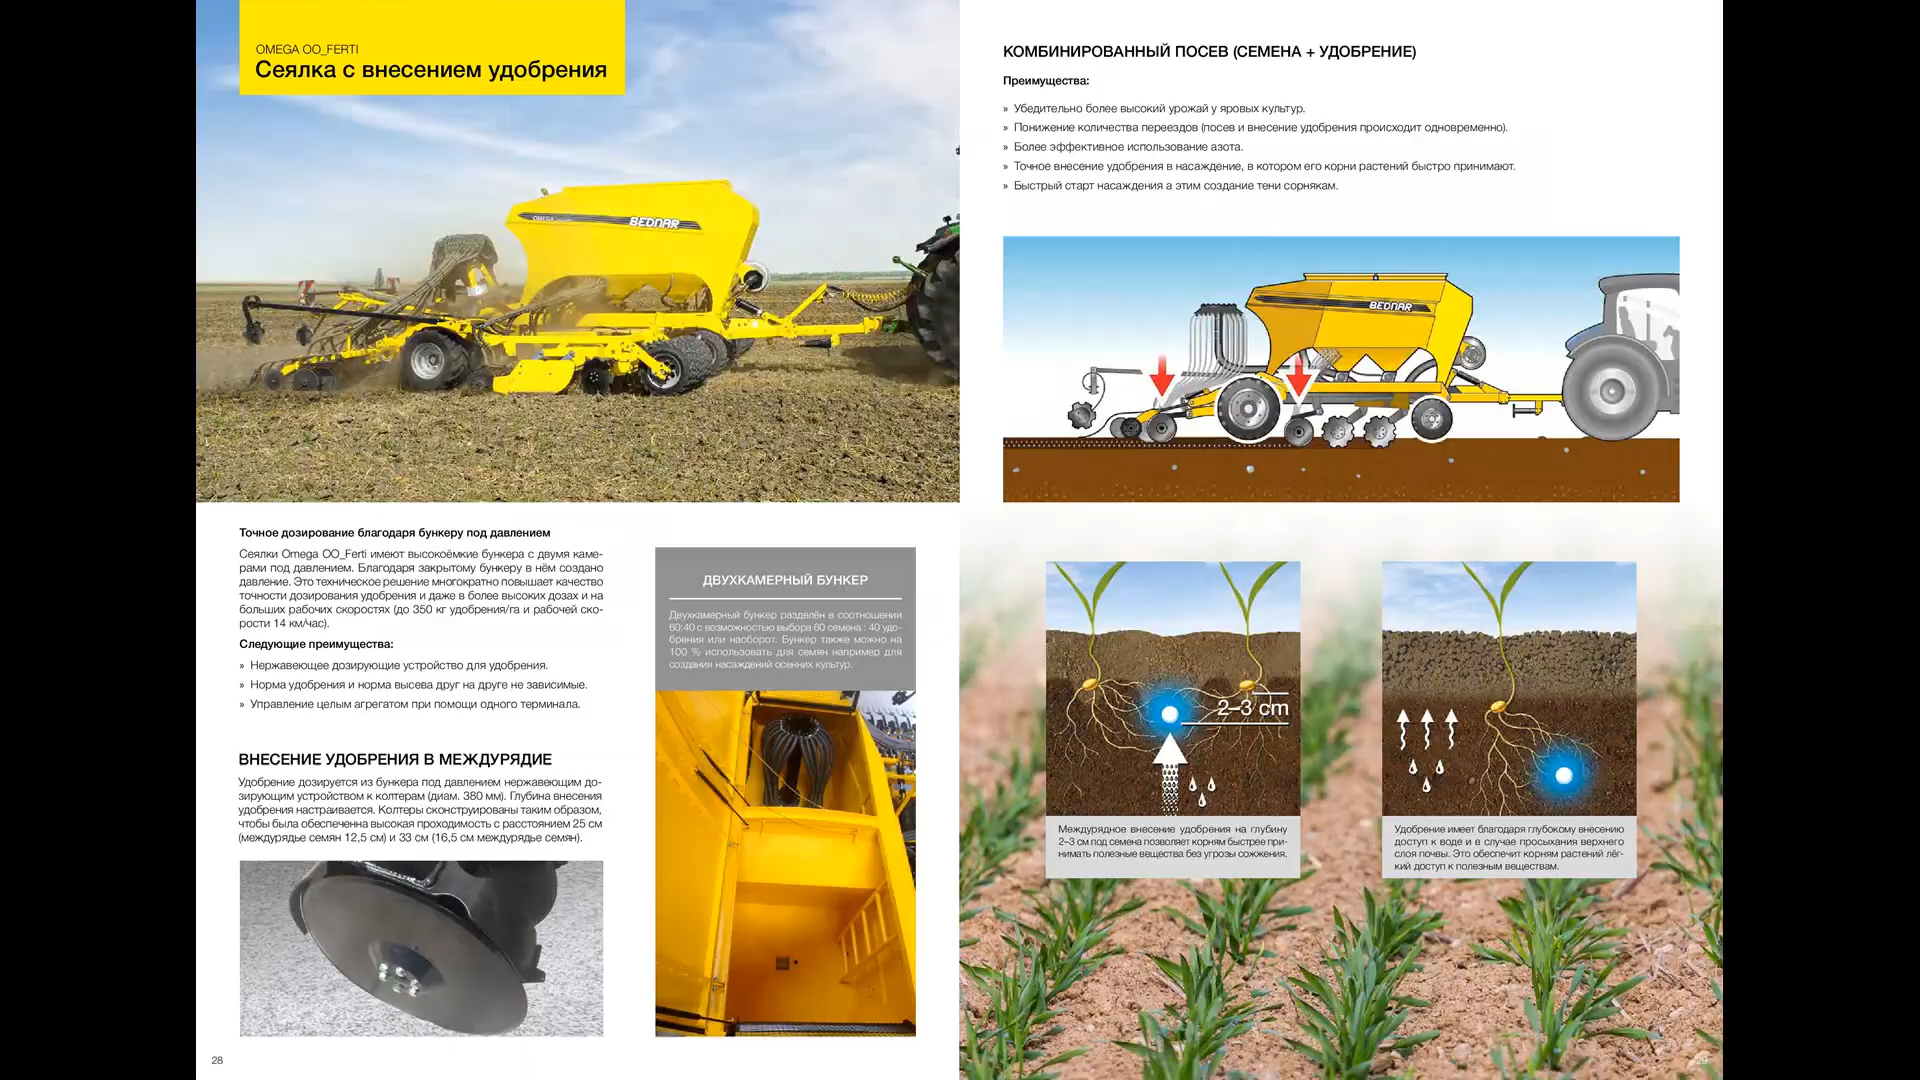 OMEGA OO_FERTI
Сеялка с внесением удобрения
OMEGA
BEDNAR
Точное дозирование благодаря бункеру под давлением
Сеялки Omega OO_Ferti имеют высокоёмкие бункера с двумя каме-
рами под давлением. Благодаря закрытому бункеру в нём создано
давление. Это техническое решение многократно повышает качество
точности дозирования удобрения и даже в более высоких дозах и на
больших рабочих скоростях (до 350 кг удобрения/га и рабочей ско-
рости 14 км/час).
Следующие преимущества:
» Нержавеющее дозирующие устройство для удобрения.
» Норма удобрения и норма высева друг на друге не зависимые.
» Управление целым агрегатом при помощи одного терминала.
ВНЕСЕНИЕ УДОБРЕНИЯ В МЕЖДУРЯДИЕ
Удобрение дозируется из бункера под давлением нержавеющим до-
зирующим устройством к колтерам (диам. 380 мм). Глубина внесения
удобрения настраивается. Колтеры сконструированы таким образом,
чтобы была обеспеченна высокая проходимость с расстоянием 25 см
(междурядье семян 12,5 см) и 33 см (16,5 см междурядье семян).
ДВУХКАМЕРНЫЙ БУНКЕР
Двухкамерный бункер разделён в соотношении
60:40 с возможностью выбора 60 семена : 40 удо-
брения или наоборот. Бункер также можно на
100 % использовать для семян например для
создания насаждений осенних культур.
28
КОМБИНИРОВАННЫЙ ПОСЕВ (СЕМЕНА + УДОБРЕНИЕ)
Преимущества:
» Убедительно более высокий урожай у яровых культур.
» Понижение количества переездов (посев и внесение удобрения происходит одновременно).
» Более эффективное использование азота.
» Точное внесение удобрения в насаждение, в котором его корни растений быстро принимают.
» Быстрый старт насаждения а этим создание тени сорнякам.
BEDNAR
2–3 cm
Междурядное внесение удобрения на глубину
2–3 см под семена позволяет корням быстрее при-
нимать полезные вещества без угрозы сожжения.
Удобрение имеет благодаря глубокому внесению
доступ к воде и в случае просыхания верхнего
слоя почвы. Это обеспечит корням растений лёг-
кий доступ к полезным веществам.